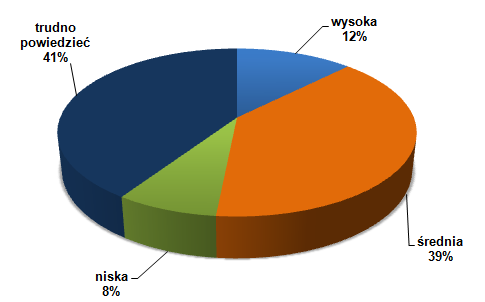 wysoka
12%
średnia
39%
niska
8%
trudno
powiedzieć
41%